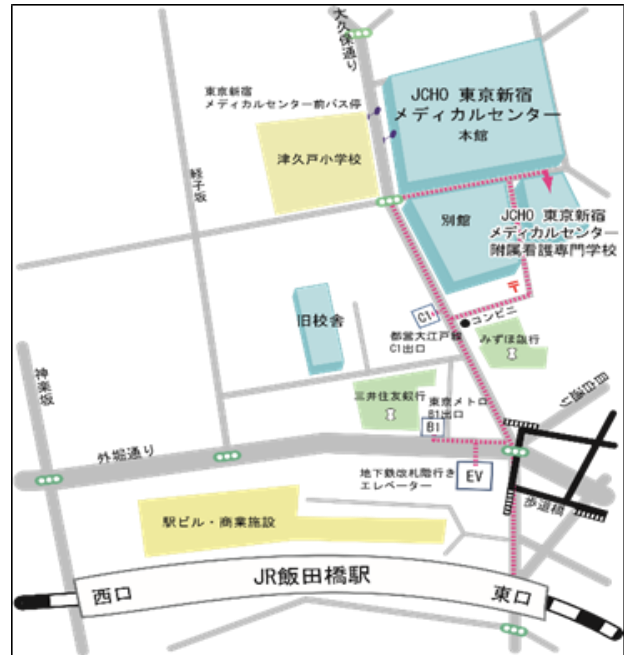 大久保通り
東京新宿
メディカルセンター前バス停
JCHO 東京新宿
メディカルセンター
本館
津久戸小学校
軽子坂
別館
JCHO 東京新宿
メディカルセンター
附属看護専門学校
〒
C1
コンビニ
旧校舎
都営大江戸線
C1出口
みずほ銀行
神楽坂
三井住友銀行
東京メトロ
B1出口
目白通り
B1
外堀通り
地下鉄改札階行き
エレベーター
EV
歩道橋
駅ビル・商業施設
JR飯田橋駅
西口
東口